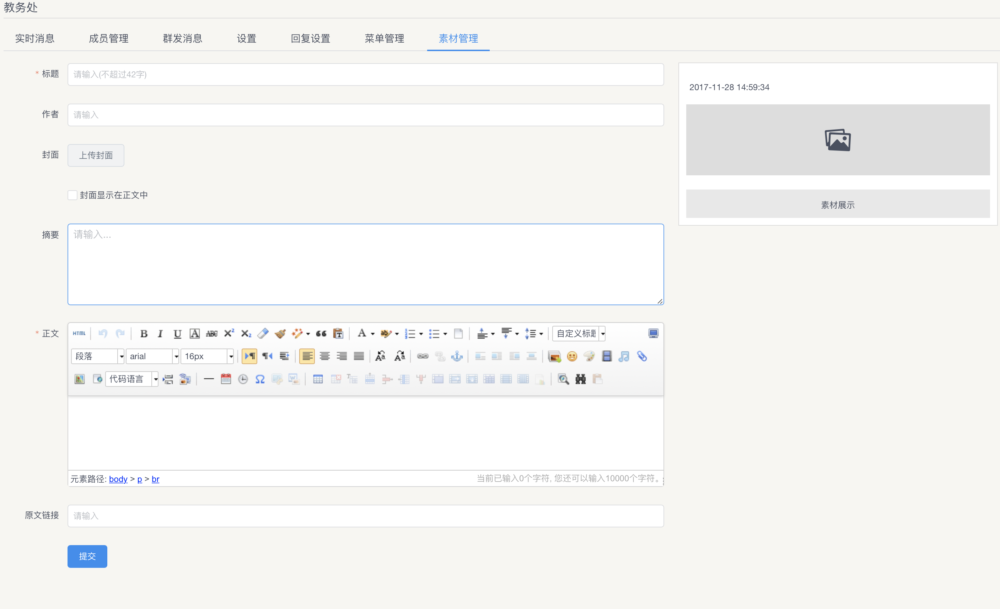 教务处
实时消息 成员管理 群发消息 设置 回复设置 菜单管理 素材管理
* 标题 请输入(不超过42字)
2017-11-28 14:59:34
作者 请输入
封面 上传封面
封面显示在正文中
素材展示
摘要 请输入...
* 正文
HTML B I U A ABC X² X₂ 自定义标题
段落 arial 16px
代码语言
元素路径: body > p > br 当前已输入0个字符, 您还可以输入10000个字符。
原文链接 请输入
提交